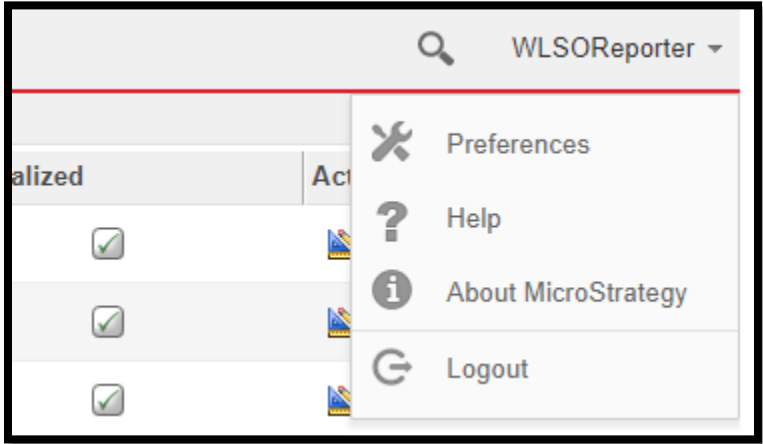 WLSOReporter
Preferences
alized
Act
Help
About MicroStrategy
Logout